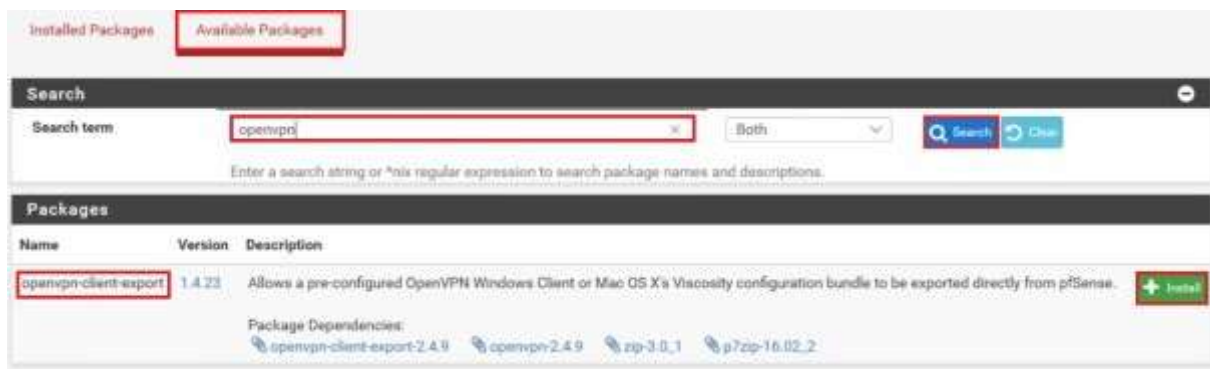 Installed Packages Available Packages
Search
Search term openvpn Both Search Clear
Enter a search string or *nix regular expression to search package names and descriptions.
Packages
Name Version Description
openvpn-client-export 1.4.23 Allows a pre-configured OpenVPN Windows Client or Mac OS X's Viscosity configuration bundle to be exported directly from pfSense. Install
Package Dependencies:
openvpn-client-export-2.4.9 openvpn-2.4.9 zip-3.0_1 p7zip-16.02_2